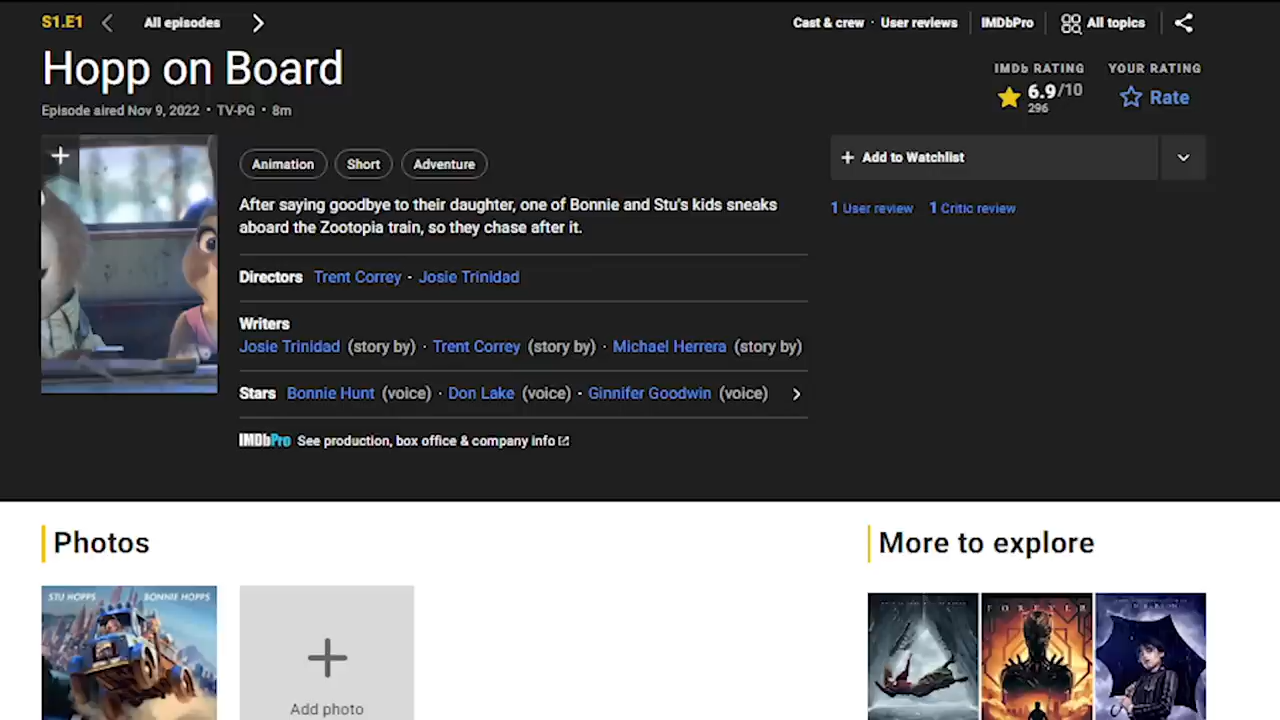 S1.E1 All episodes Cast & crew · User reviews IMDbPro All topics
Hopp on Board
IMDb RATING YOUR RATING
6.9/10 Rate
296
Episode aired Nov 9, 2022 · TV-PG · 8m
Animation Short Adventure
+ Add to Watchlist
After saying goodbye to their daughter, one of Bonnie and Stu's kids sneaks
aboard the Zootopia train, so they chase after it.
1 User review 1 Critic review
Directors Trent Correy · Josie Trinidad
Writers
Josie Trinidad (story by) · Trent Correy (story by) · Michael Herrera (story by)
Stars Bonnie Hunt (voice) · Don Lake (voice) · Ginnifer Goodwin (voice)
IMDbPro See production, box office & company info
Photos
More to explore
STU HOPPS BONNIE HOPPS
FOREVER
Add photo